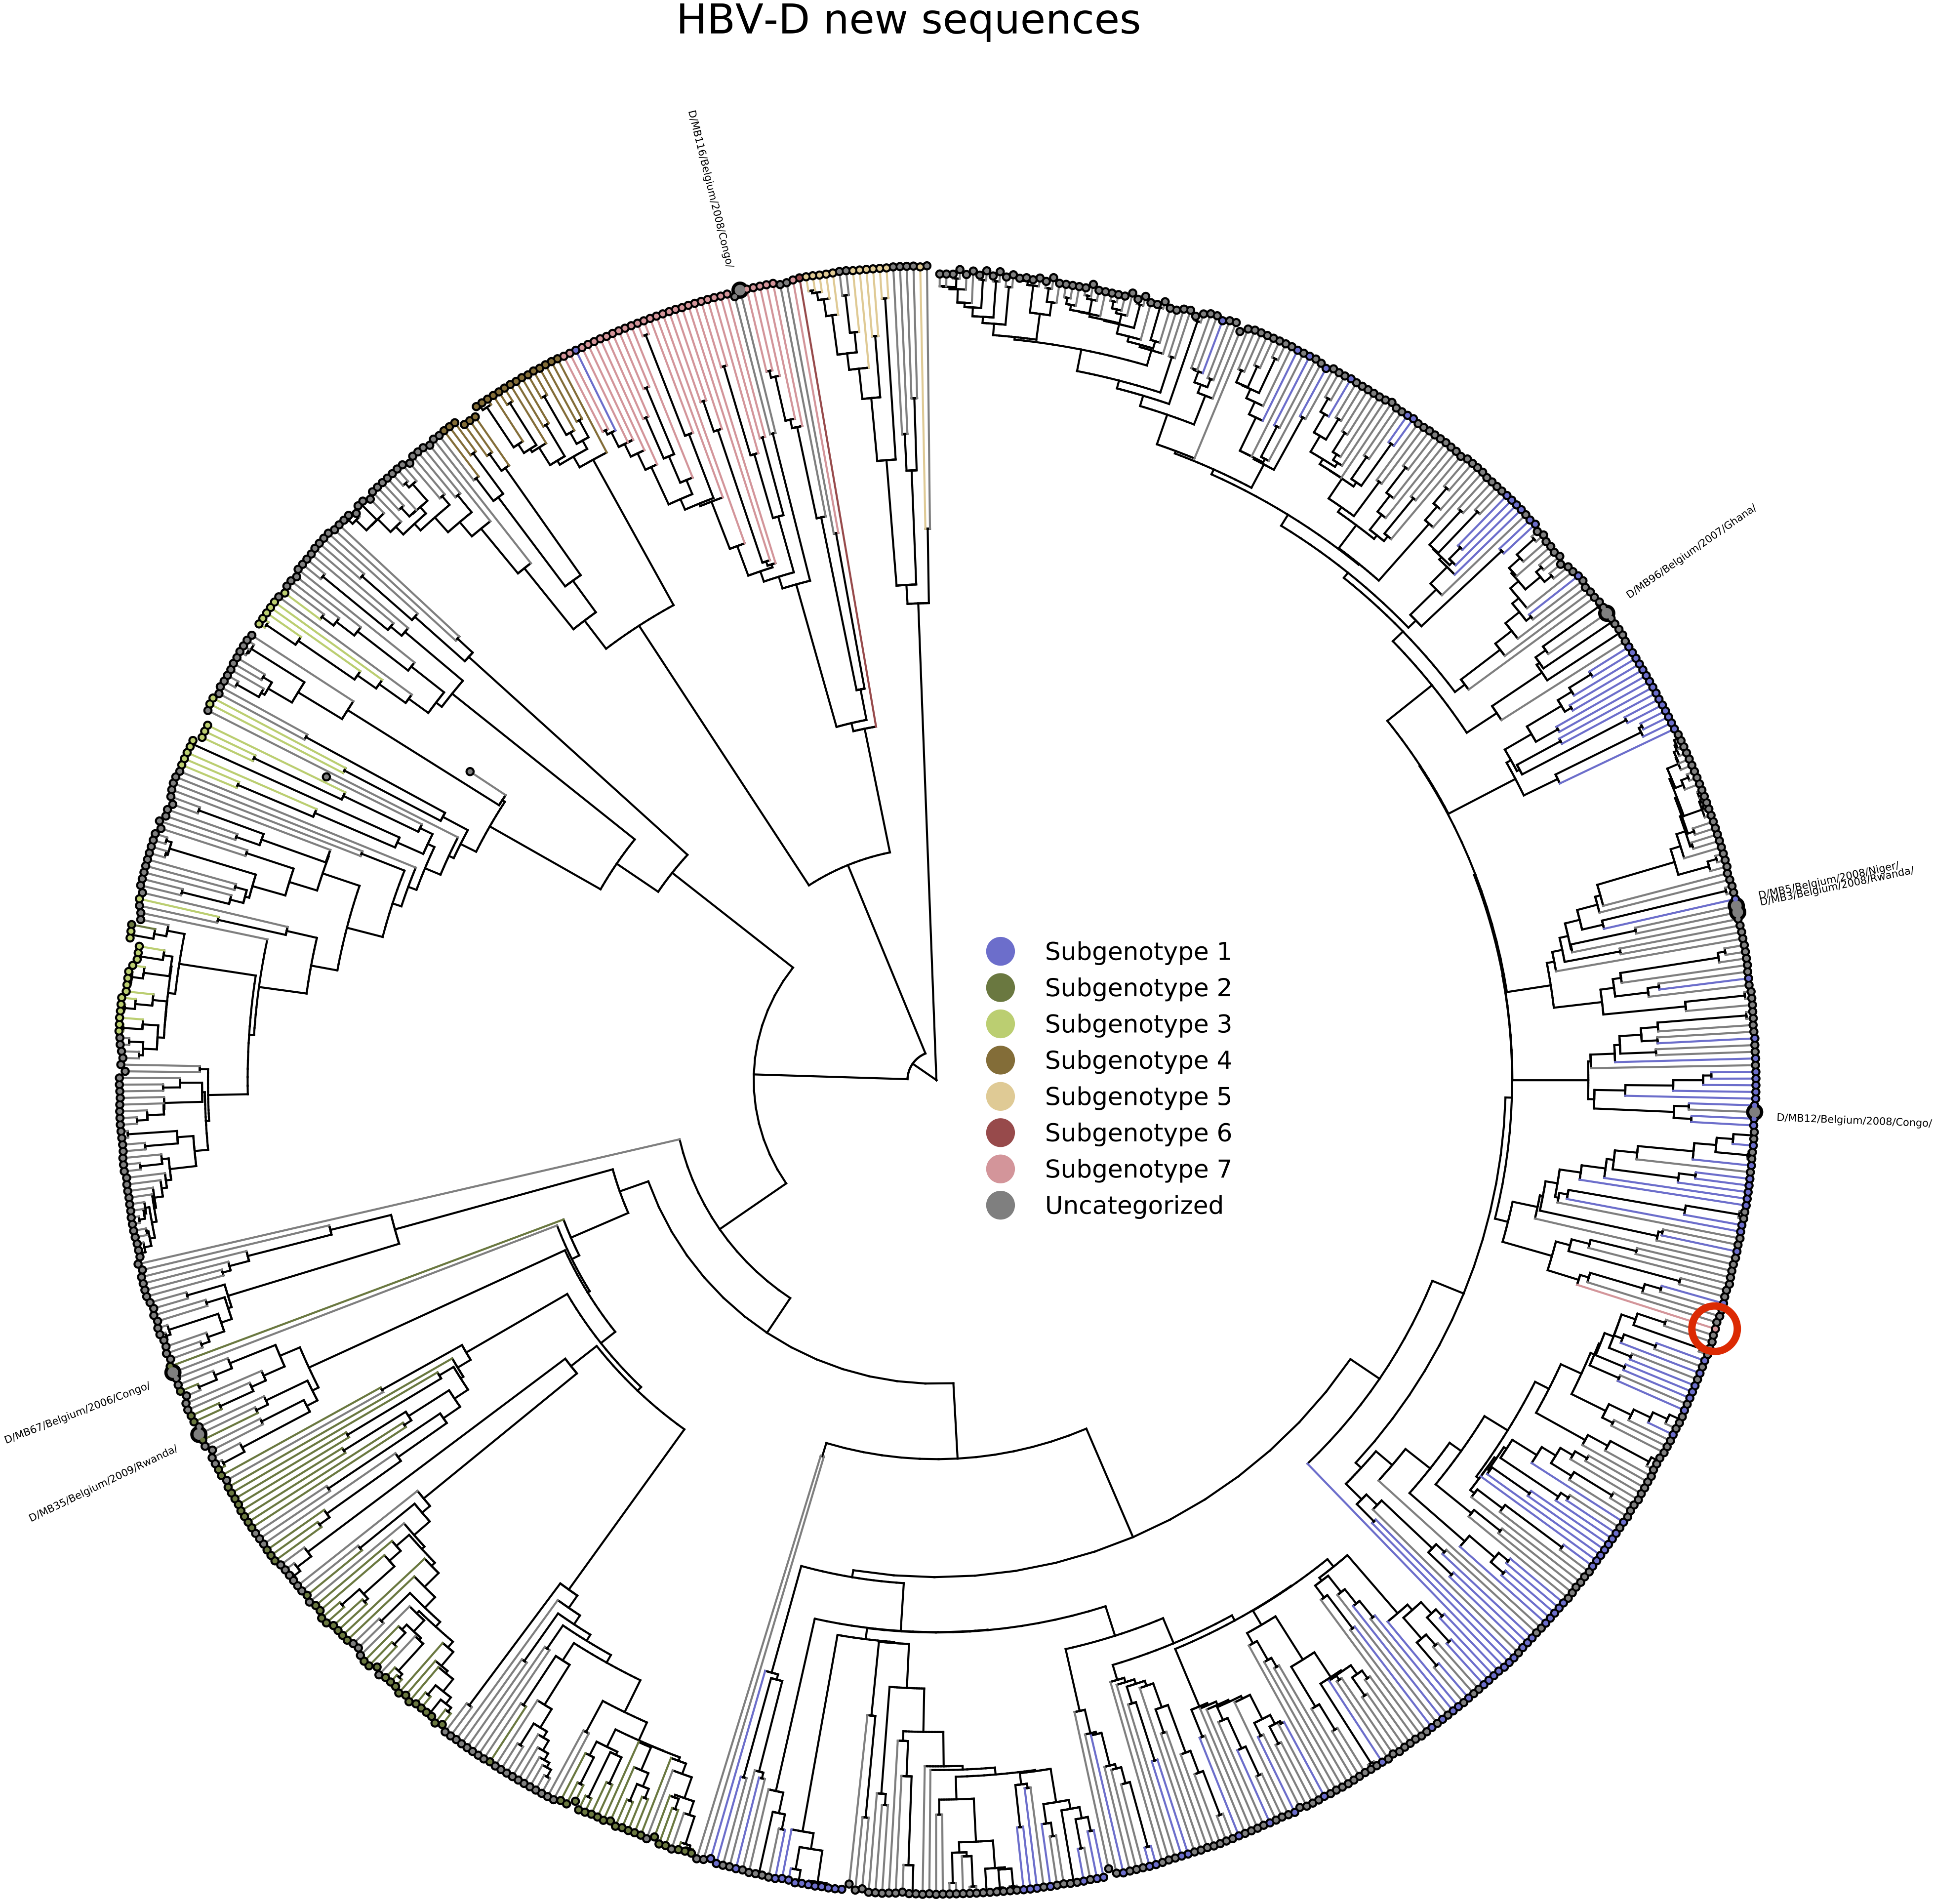 HBV-D new sequences
D/MB116/Belgium/2008/Congo/
D/MB96/Belgium/2007/Ghana/
D/MB5/Belgium/2008/Niger/
D/MB3/Belgium/2008/Rwanda/
Subgenotype 1
Subgenotype 2
Subgenotype 3
Subgenotype 4
Subgenotype 5
Subgenotype 6
Subgenotype 7
Uncategorized
D/MB12/Belgium/2008/Congo/
D/MB67/Belgium/2006/Congo/
D/MB35/Belgium/2009/Rwanda/